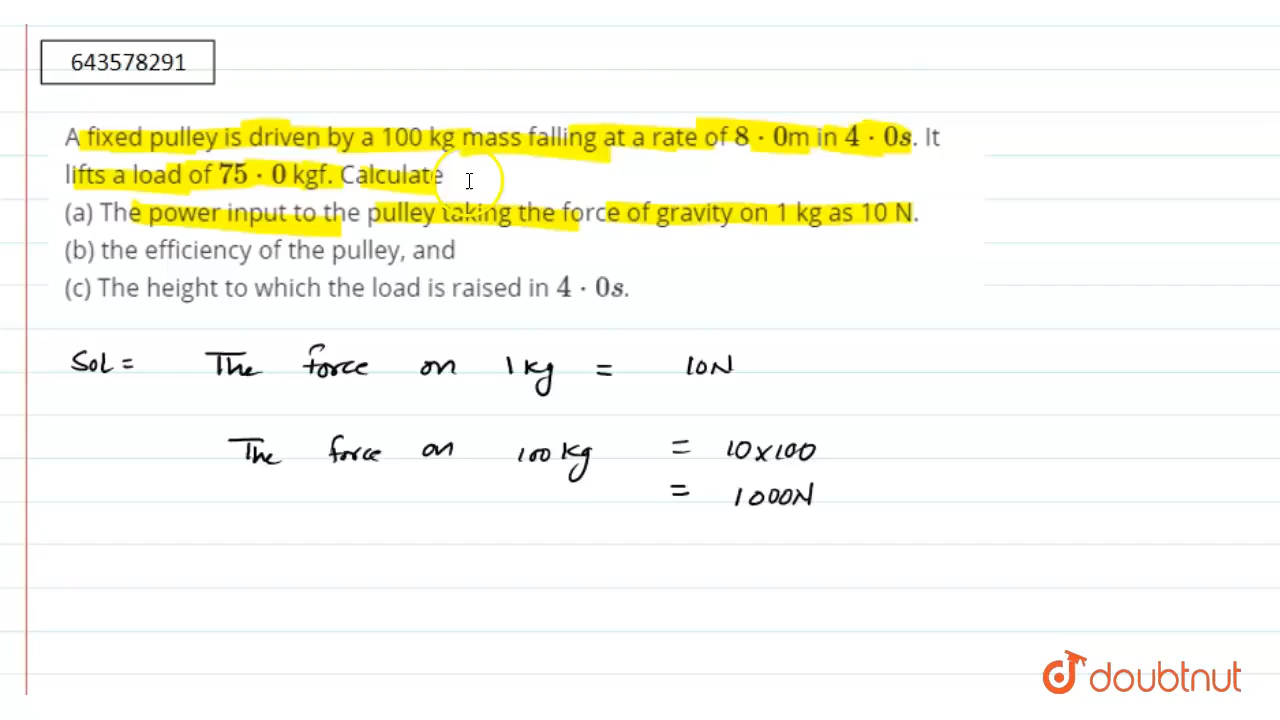 643578291
A fixed pulley is driven by a 100 kg mass falling at a rate of 8 · 0m in 4 · 0s. It
lifts a load of 75 · 0 kgf. Calculate
(a) The power input to the pulley taking the force of gravity on 1 kg as 10 N.
(b) the efficiency of the pulley, and
(c) The height to which the load is raised in 4 · 0s.
Sol = The force on 1 kg = 10N
The force on 100 kg = 10x100
= 1000N
doubtnut